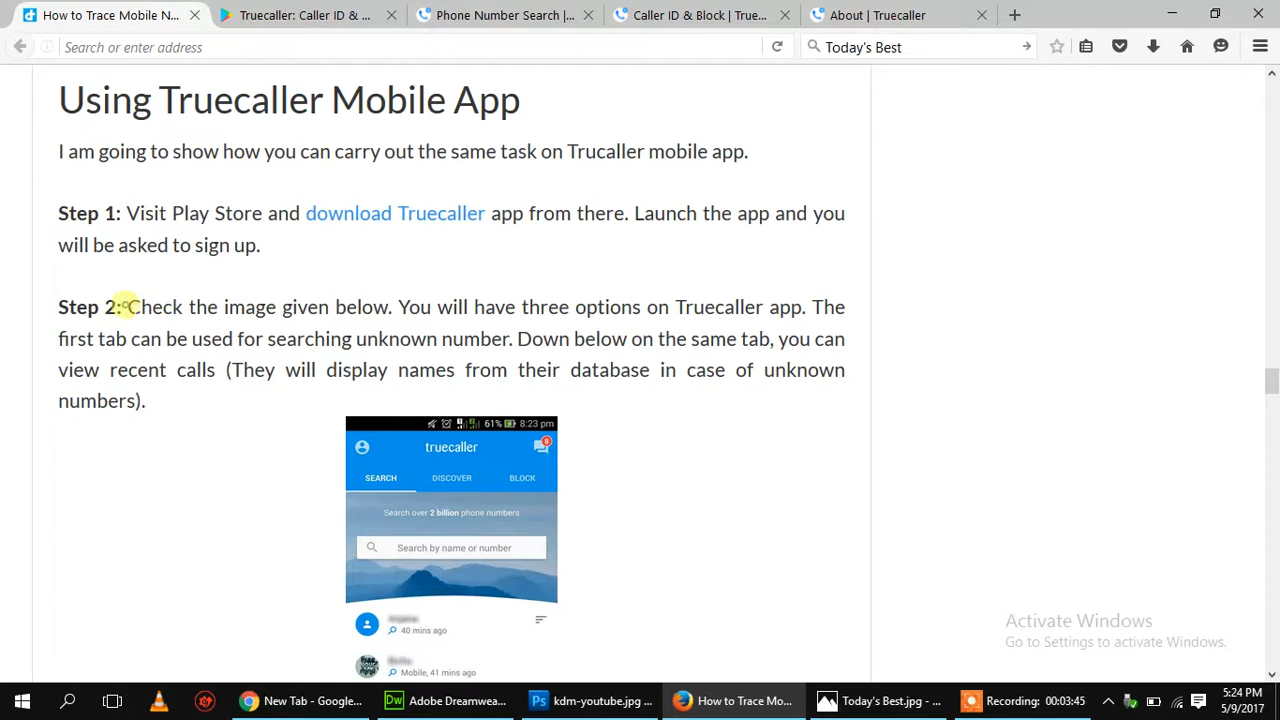 How to Trace Mobile N...
Truecaller: Caller ID & ...
Phone Number Search |...
Caller ID & Block | True...
About | Truecaller
Search or enter address
Today's Best
Using Truecaller Mobile App
I am going to show how you can carry out the same task on Trucaller mobile app.
Step 1: Visit Play Store and download Truecaller app from there. Launch the app and you
will be asked to sign up.
Step 2: Check the image given below. You will have three options on Truecaller app. The
first tab can be used for searching unknown number. Down below on the same tab, you can
view recent calls (They will display names from their database in case of unknown
numbers).
61% 8:23 pm
truecaller
8
SEARCH DISCOVER BLOCK
Search over 2 billion phone numbers
Search by name or number
40 mins ago
Mobile, 41 mins ago
Activate Windows
Go to Settings to activate Windows.
New Tab - Google...
Dw Adobe Dreamwea...
Ps kdm-youtube.jpg ...
How to Trace Mo...
Today's Best.jpg - ...
Recording: 00:03:45
5:24 PM
5/9/2017